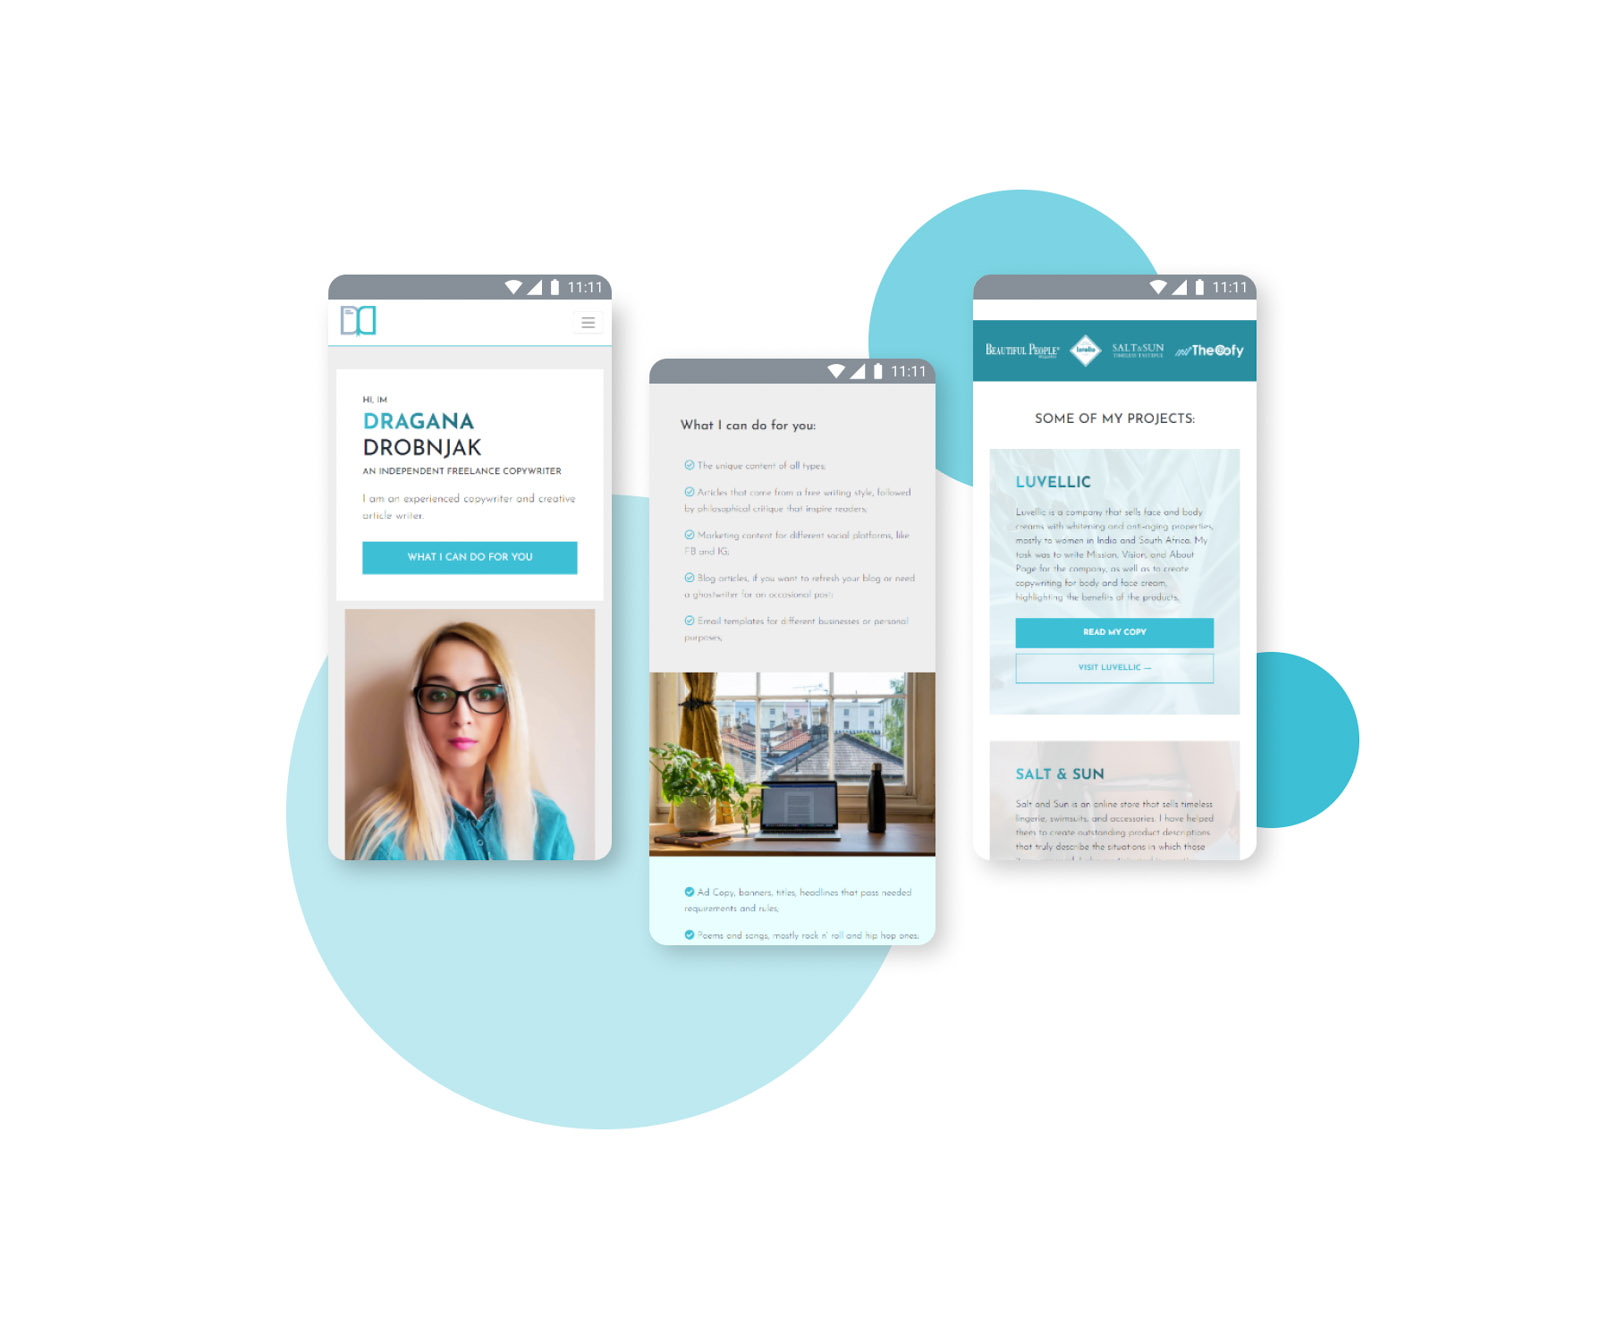 11:11
HI, IM
DRAGANA
DROBNJAK
AN INDEPENDENT FREELANCE COPYWRITER
I am an experienced copywriter and creative
article writer.
WHAT I CAN DO FOR YOU
11:11
What I can do for you:
The unique content of all types;
Articles that come from a free writing style, followed
by philosophical critique that inspire readers;
Marketing content for different social platforms, like
FB and IG;
Blog articles, if you want to refresh your blog or need
a ghostwriter for an occasional post;
Email templates for different businesses or personal
purposes;
Ad Copy, banners, titles, headlines that pass needed
requirements and rules;
Poems and songs, mostly rock n' roll and hip hop ones;
11:11
BEAUTIFUL PEOPLE
luvellic
SALT&SUN
TIMELESS FAITHFUL
TheGofy
SOME OF MY PROJECTS:
LUVELLIC
Luvellic is a company that sells face and body
creams with whitening and anti-aging properties,
mostly to women in India and South Africa. My
task was to write Mission, Vision, and About
Page for the company, as well as to create
copywriting for body and face cream,
highlighting the benefits of the products.
READ MY COPY
VISIT LUVELLIC →
SALT & SUN
Salt and Sun is an online store that sells timeless
lingerie, swimsuits, and accessories. I have helped
them to create outstanding product descriptions
that truly describe the situations in which those